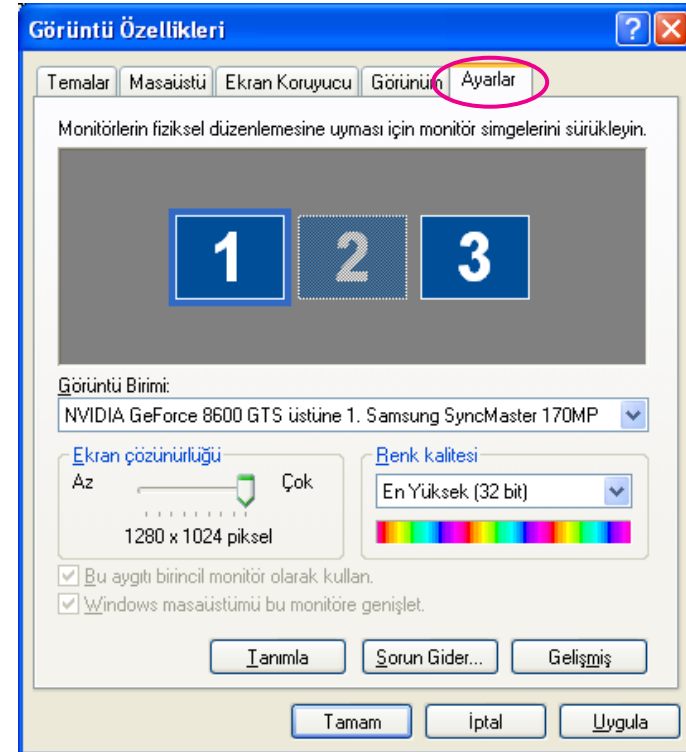 Görüntü Özellikleri
Temalar Masaüstü Ekran Koruyucu Görünüm Ayarlar
Monitörlerin fiziksel düzenlemesine uyması için monitör simgelerini sürükleyin.
1 2 3
Görüntü Birimi:
NVIDIA GeForce 8600 GTS üstüne 1. Samsung SyncMaster 170MP
Ekran çözünürlüğü Renk kalitesi
Az Çok En Yüksek (32 bit)
1280 x 1024 piksel
Bu aygıtı birincil monitör olarak kullan.
Windows masaüstümü bu monitöre genişlet.
Tanımla Sorun Gider... Gelişmiş
Tamam İptal Uygula